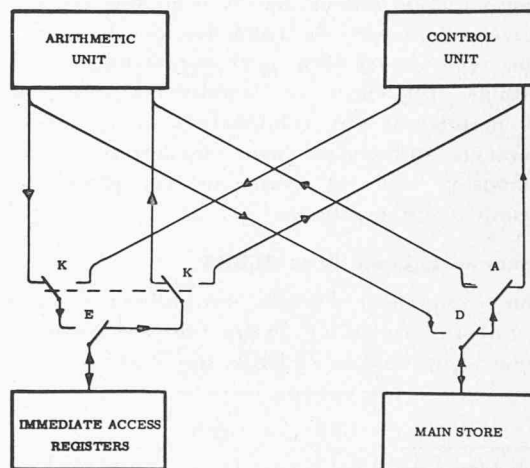 ARITHMETIC
UNIT
CONTROL
UNIT
K
K
A
E
D
IMMEDIATE ACCESS
REGISTERS
MAIN STORE